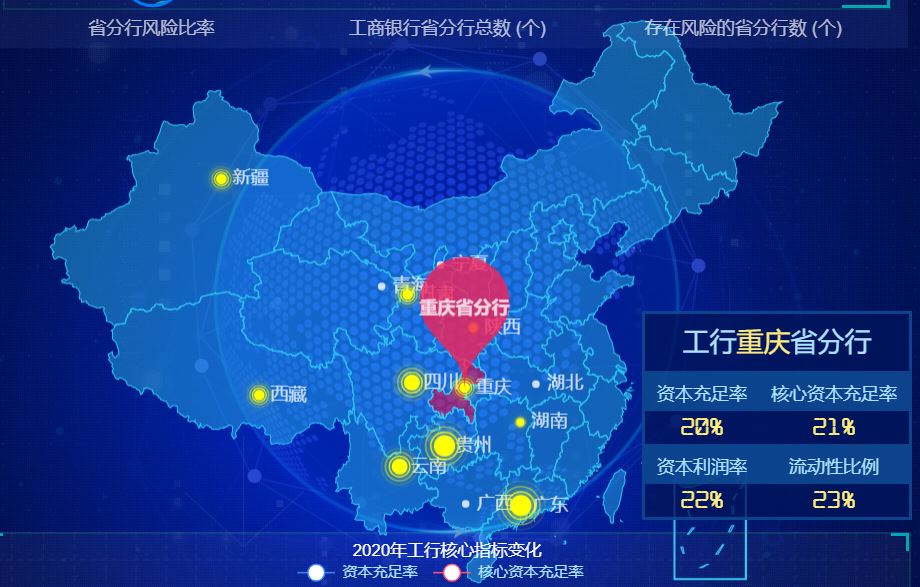 省分行风险比率
工商银行省分行总数 (个)
存在风险的省分行数 (个)
新疆
宁夏
青海
甘肃
重庆省分行
陕西
四川
重庆
湖北
西藏
湖南
贵州
云南
广西
广东
工行重庆省分行
资本充足率 核心资本充足率
20% 21%
资本利润率 流动性比例
22% 23%
2020年工行核心指标变化
资本充足率 核心资本充足率